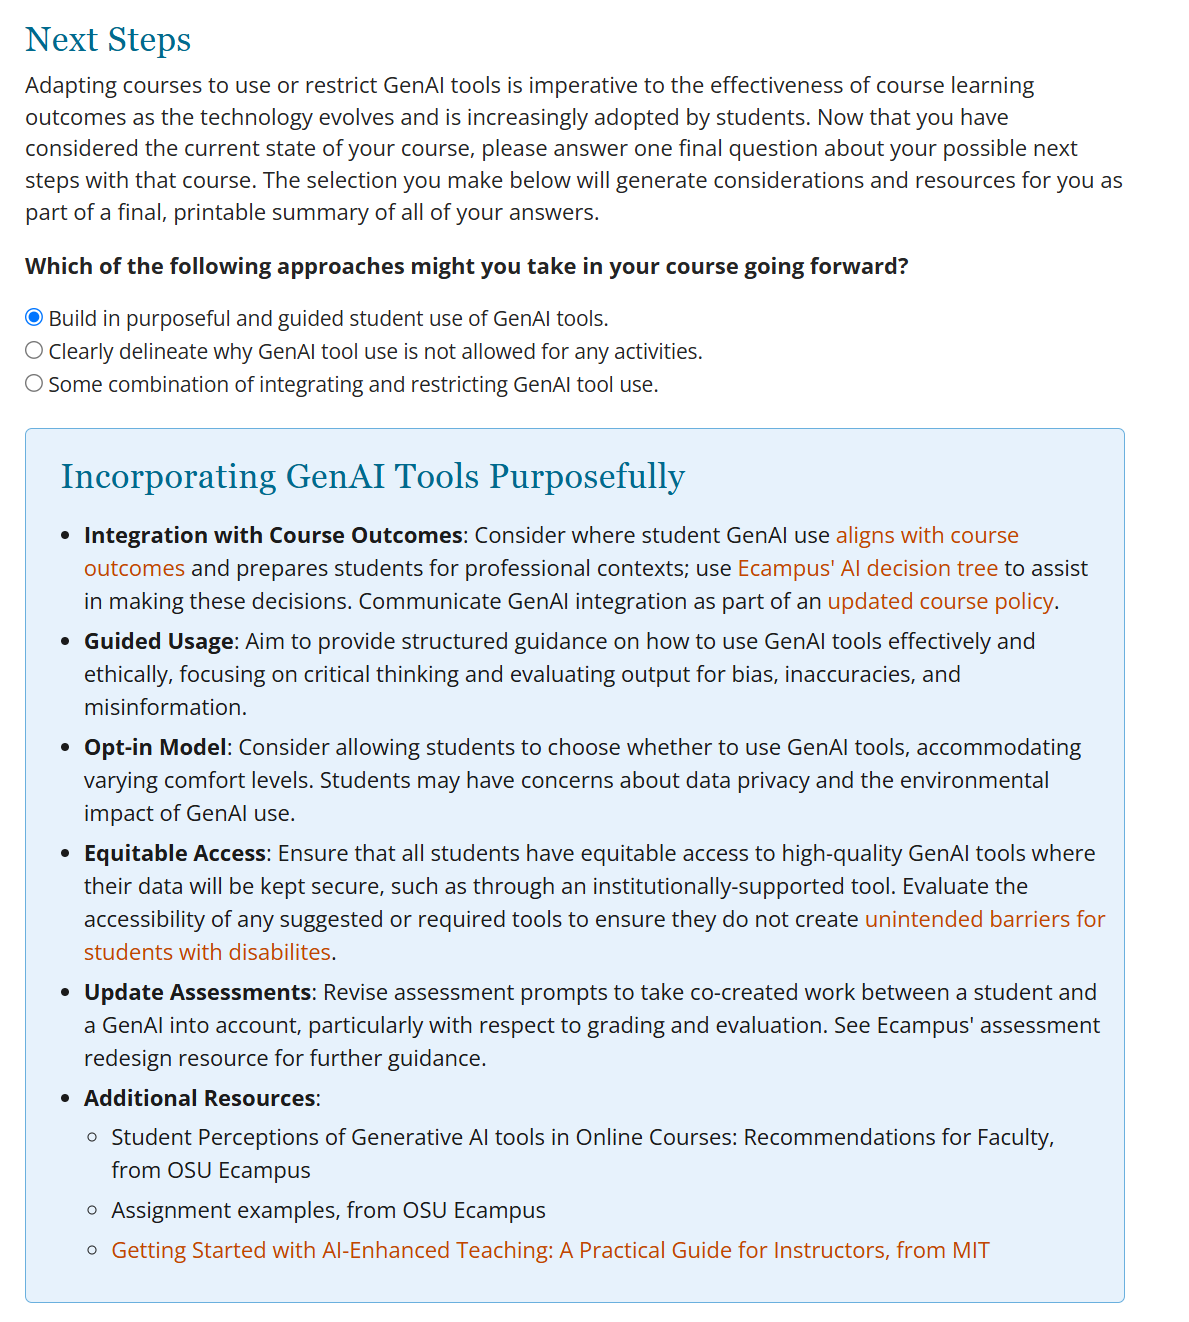 Next Steps
Adapting courses to use or restrict GenAI tools is imperative to the effectiveness of course learning
outcomes as the technology evolves and is increasingly adopted by students. Now that you have
considered the current state of your course, please answer one final question about your possible next
steps with that course. The selection you make below will generate considerations and resources for you as
part of a final, printable summary of all of your answers.
Which of the following approaches might you take in your course going forward?
Build in purposeful and guided student use of GenAI tools.
Clearly delineate why GenAI tool use is not allowed for any activities.
Some combination of integrating and restricting GenAI tool use.
Incorporating GenAI Tools Purposefully
• Integration with Course Outcomes: Consider where student GenAI use aligns with course
outcomes and prepares students for professional contexts; use Ecampus' AI decision tree to assist
in making these decisions. Communicate GenAI integration as part of an updated course policy.
• Guided Usage: Aim to provide structured guidance on how to use GenAI tools effectively and
ethically, focusing on critical thinking and evaluating output for bias, inaccuracies, and
misinformation.
• Opt-in Model: Consider allowing students to choose whether to use GenAI tools, accommodating
varying comfort levels. Students may have concerns about data privacy and the environmental
impact of GenAI use.
• Equitable Access: Ensure that all students have equitable access to high-quality GenAI tools where
their data will be kept secure, such as through an institutionally-supported tool. Evaluate the
accessibility of any suggested or required tools to ensure they do not create unintended barriers for
students with disabilites.
• Update Assessments: Revise assessment prompts to take co-created work between a student and
a GenAI into account, particularly with respect to grading and evaluation. See Ecampus' assessment
redesign resource for further guidance.
• Additional Resources:
◦ Student Perceptions of Generative AI tools in Online Courses: Recommendations for Faculty,
from OSU Ecampus
◦ Assignment examples, from OSU Ecampus
◦ Getting Started with AI-Enhanced Teaching: A Practical Guide for Instructors, from MIT